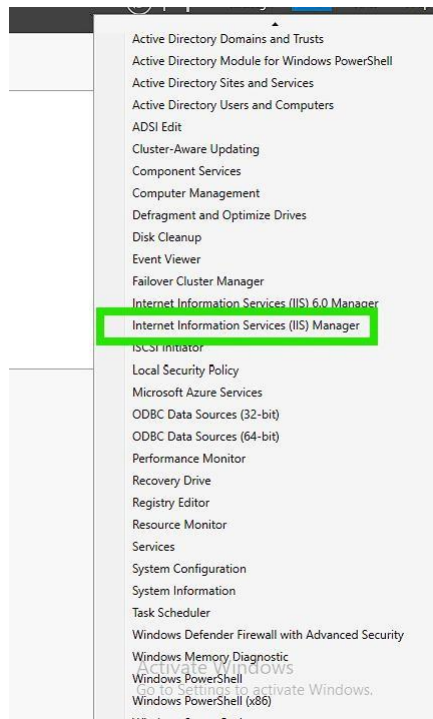 Active Directory Domains and Trusts
Active Directory Module for Windows PowerShell
Active Directory Sites and Services
Active Directory Users and Computers
ADSI Edit
Cluster-Aware Updating
Component Services
Computer Management
Defragment and Optimize Drives
Disk Cleanup
Event Viewer
Failover Cluster Manager
Internet Information Services (IIS) 6.0 Manager
Internet Information Services (IIS) Manager
iSCSI Initiator
Local Security Policy
Microsoft Azure Services
ODBC Data Sources (32-bit)
ODBC Data Sources (64-bit)
Performance Monitor
Recovery Drive
Registry Editor
Resource Monitor
Services
System Configuration
System Information
Task Scheduler
Windows Defender Firewall with Advanced Security
Windows Memory Diagnostic
Activate Windows
Windows PowerShell
Go to Settings to activate Windows.
Windows PowerShell (x86)